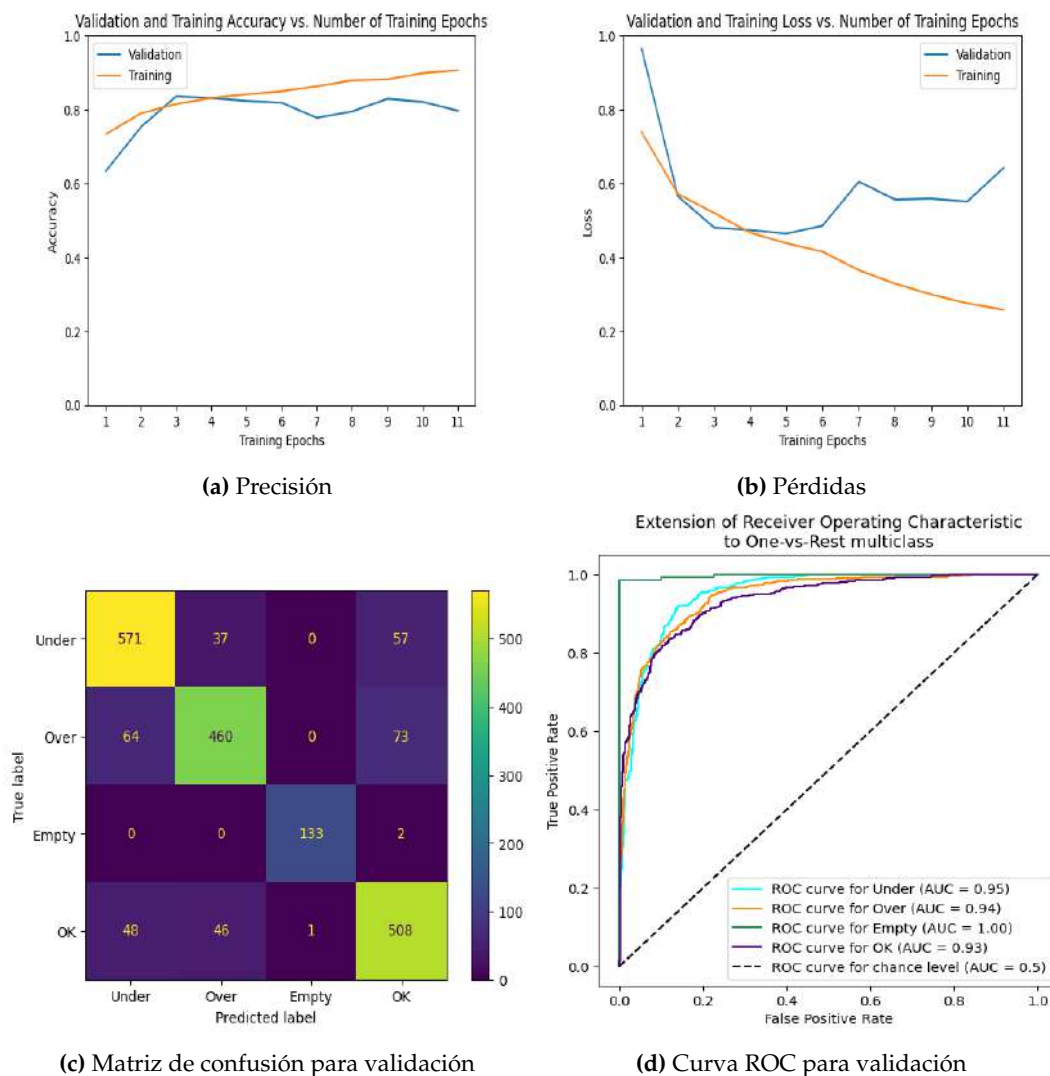 Validation and Training Accuracy vs. Number of Training Epochs
1.0
0.8
0.6
0.4
0.2
0.0
Accuracy
Validation
Training
1 2 3 4 5 6 7 8 9 10 11
Training Epochs
(a) Precisión
Validation and Training Loss vs. Number of Training Epochs
1.0
0.8
0.6
0.4
0.2
0.0
Loss
Validation
Training
1 2 3 4 5 6 7 8 9 10 11
Training Epochs
(b) Pérdidas
True label
Under 571 37 0 57
Over 64 460 0 73
Empty 0 0 133 2
OK 48 46 1 508
Under Over Empty OK
Predicted label
500
400
300
200
100
0
(c) Matriz de confusión para validación
Extension of Receiver Operating Characteristic
to One-vs-Rest multiclass
1.0
0.8
0.6
0.4
0.2
0.0
True Positive Rate
ROC curve for Under (AUC = 0.95)
ROC curve for Over (AUC = 0.94)
ROC curve for Empty (AUC = 1.00)
ROC curve for OK (AUC = 0.93)
ROC curve for chance level (AUC = 0.5)
0.0 0.2 0.4 0.6 0.8 1.0
False Positive Rate
(d) Curva ROC para validación